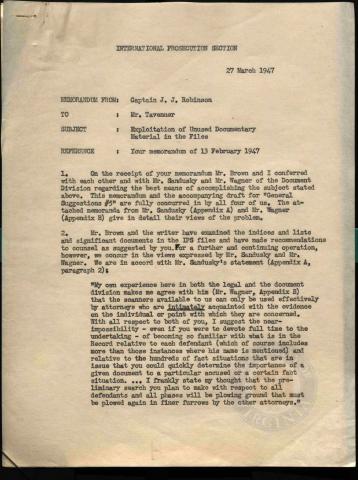 INTERNATIONAL PROSECUTION SECTION
27 March 1947
MEMORANDUM FROM: Captain J. J. Robinson
TO : Mr. Tavenner
SUBJECT : Exploitation of Unused Documentary
Material in the Files
REFERENCE : Your memorandum of 13 February 1947
1. On the receipt of your memorandum Mr. Brown and I conferred
with each other and with Mr. Sandusky and Mr. Wagner of the Document
Division regarding the best means of accomplishing the subject stated
above. This memorandum and the accompanying draft for "General
Suggestions #5" are fully concurred in by all four of us. The at-
tached memoranda from Mr. Sandusky (Appendix A) and Mr. Wagner
(Appendix B) give in detail their views of the problem.
2. Mr. Brown and the writer have examined the indices and lists
and significant documents in the IPS files and have made recommendations
to counsel as suggested by you. For a further and continuing operation,
however, we concur in the views expressed by Mr. Sandusky and Mr.
Wagner. We are in accord with Mr. Sandusky's statement (Appendix A,
paragraph 2):
"My own experience here in both the legal and the document
division makes me agree with him (Mr. Wagner, Appendix B)
that the scanners available to us can only be used effectively
by attorneys who are intimately acquainted with the evidence
on the individual or point with which they are concerned.
With all respect to both of you, I suggest the near-
impossibility - even if you were to devote full time to the
undertaking - of becoming so familiar with what is in the
Record relative to each defendant (which of course includes
more than those instances where his name is mentioned) and
relative to the hundreds of fact situations that are in
issue that you could quickly determine the importance of a
given document to a particular accused or a certain fact
situation. ... I frankly state my thought that the pre-
liminary search you plan to make with respect to all
defendants and all phases will be plowing ground that must
be plowed again in finer furrows by the other attorneys."